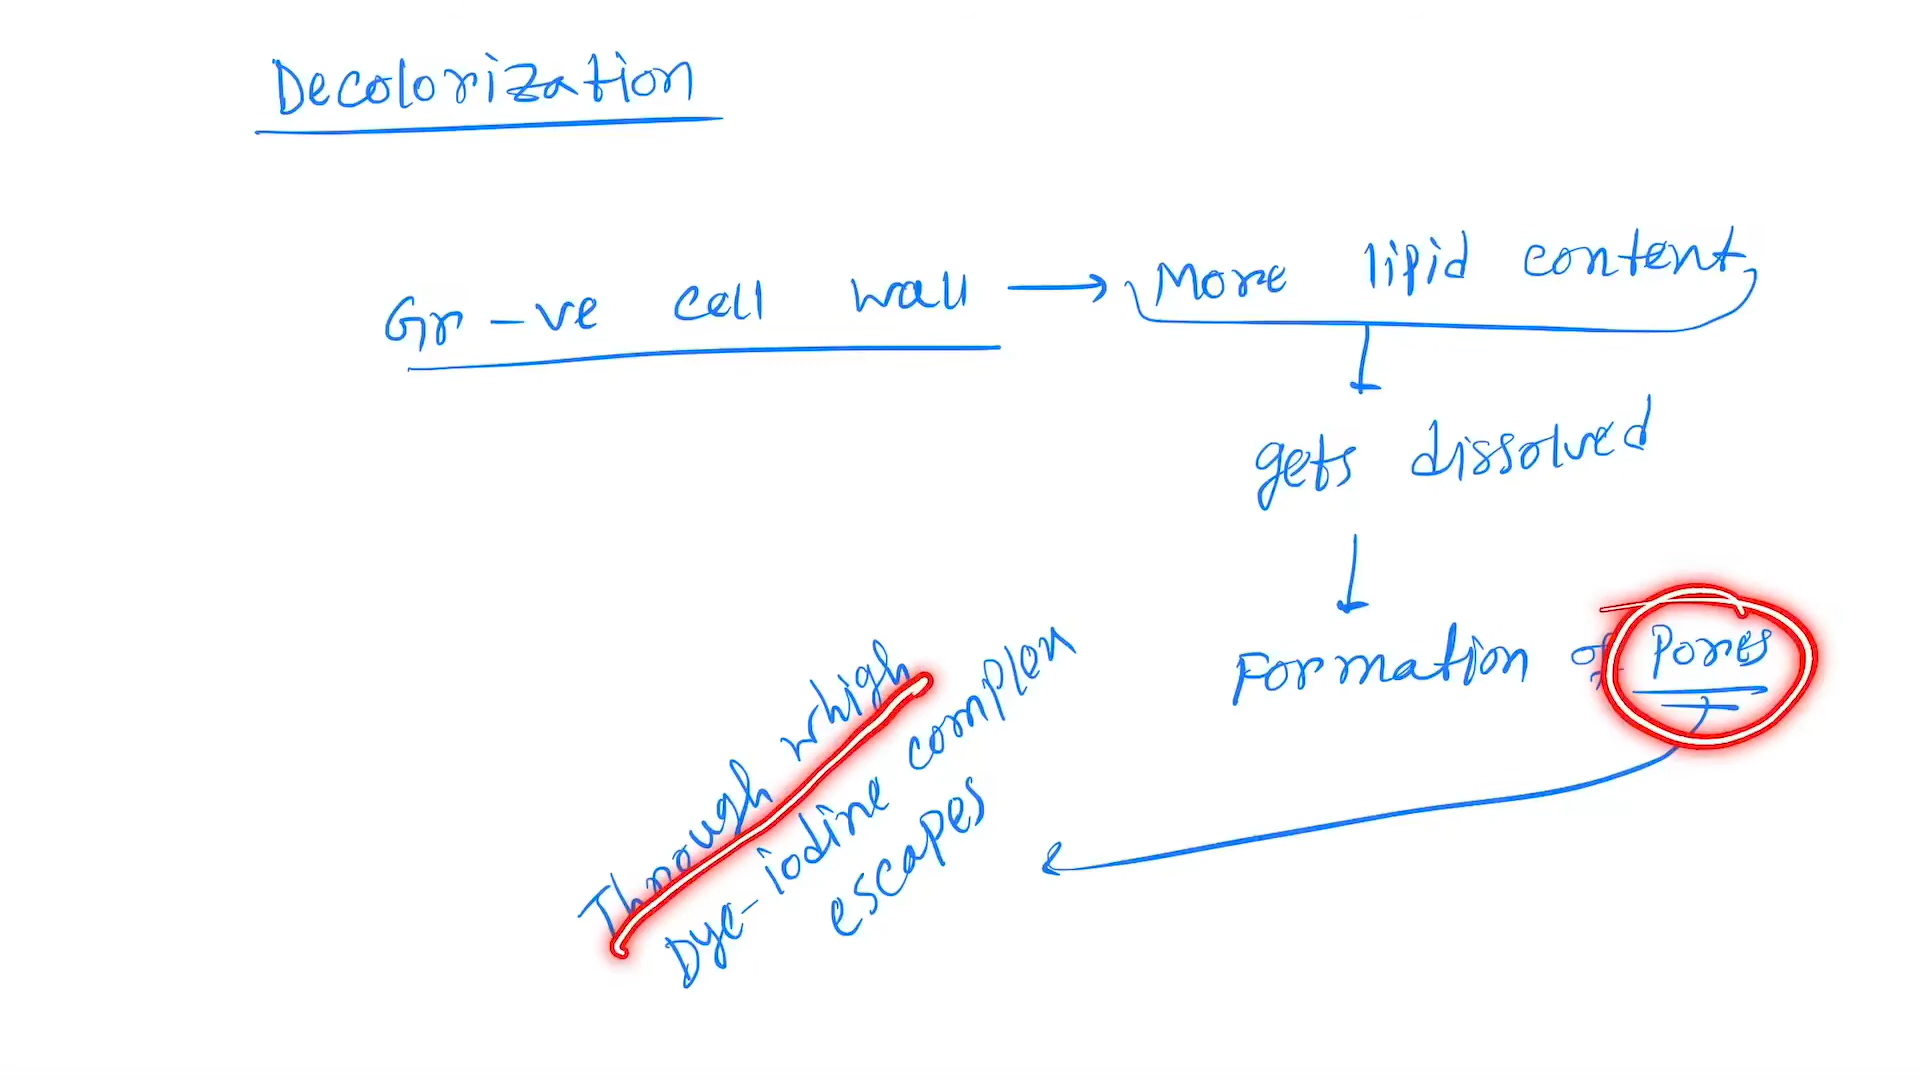 Decolorization
Gr -ve cell wall → More lipid content
gets dissolved
Formation of Pores
Through whigh
Dye-iodine complex
escapes